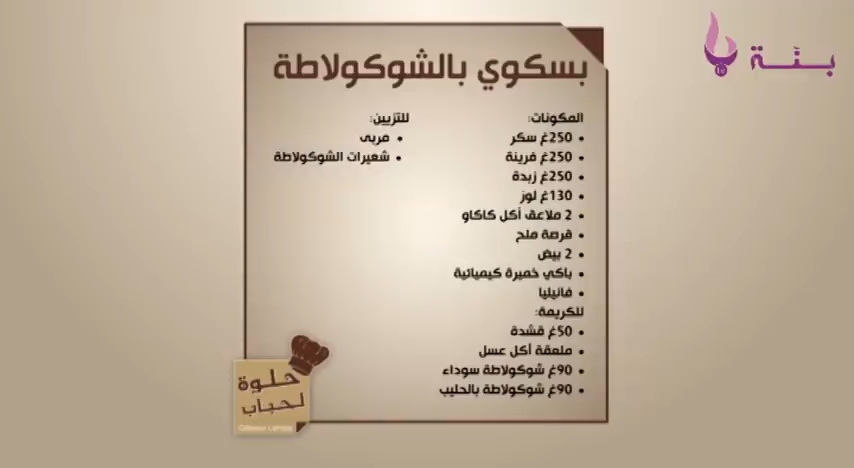 بنة
بسكوي بالشوكولاطة
المكونات:
• 250غ سكر
• 250غ فرينة
• 250غ زبدة
• 130غ لوز
• 2 ملاعق أكل كاكاو
• قرصة ملح
• 2 بيض
• باكي خميرة كيميائية
• فانيليا
للكريمة:
• 50غ قشدة
• ملعقة أكل عسل
• 90غ شوكولاطة سوداء
• 90غ شوكولاطة بالحليب
للتزيين:
• مربى
• شعيرات الشوكولاطة
حلوة
لحباب